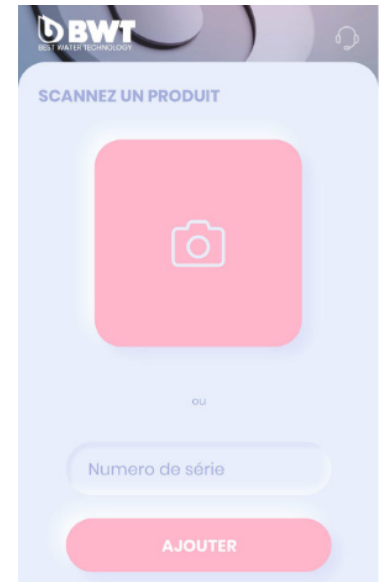 BWT
BEST WATER TECHNOLOGY
SCANNEZ UN PRODUIT
ou
Numero de série
AJOUTER